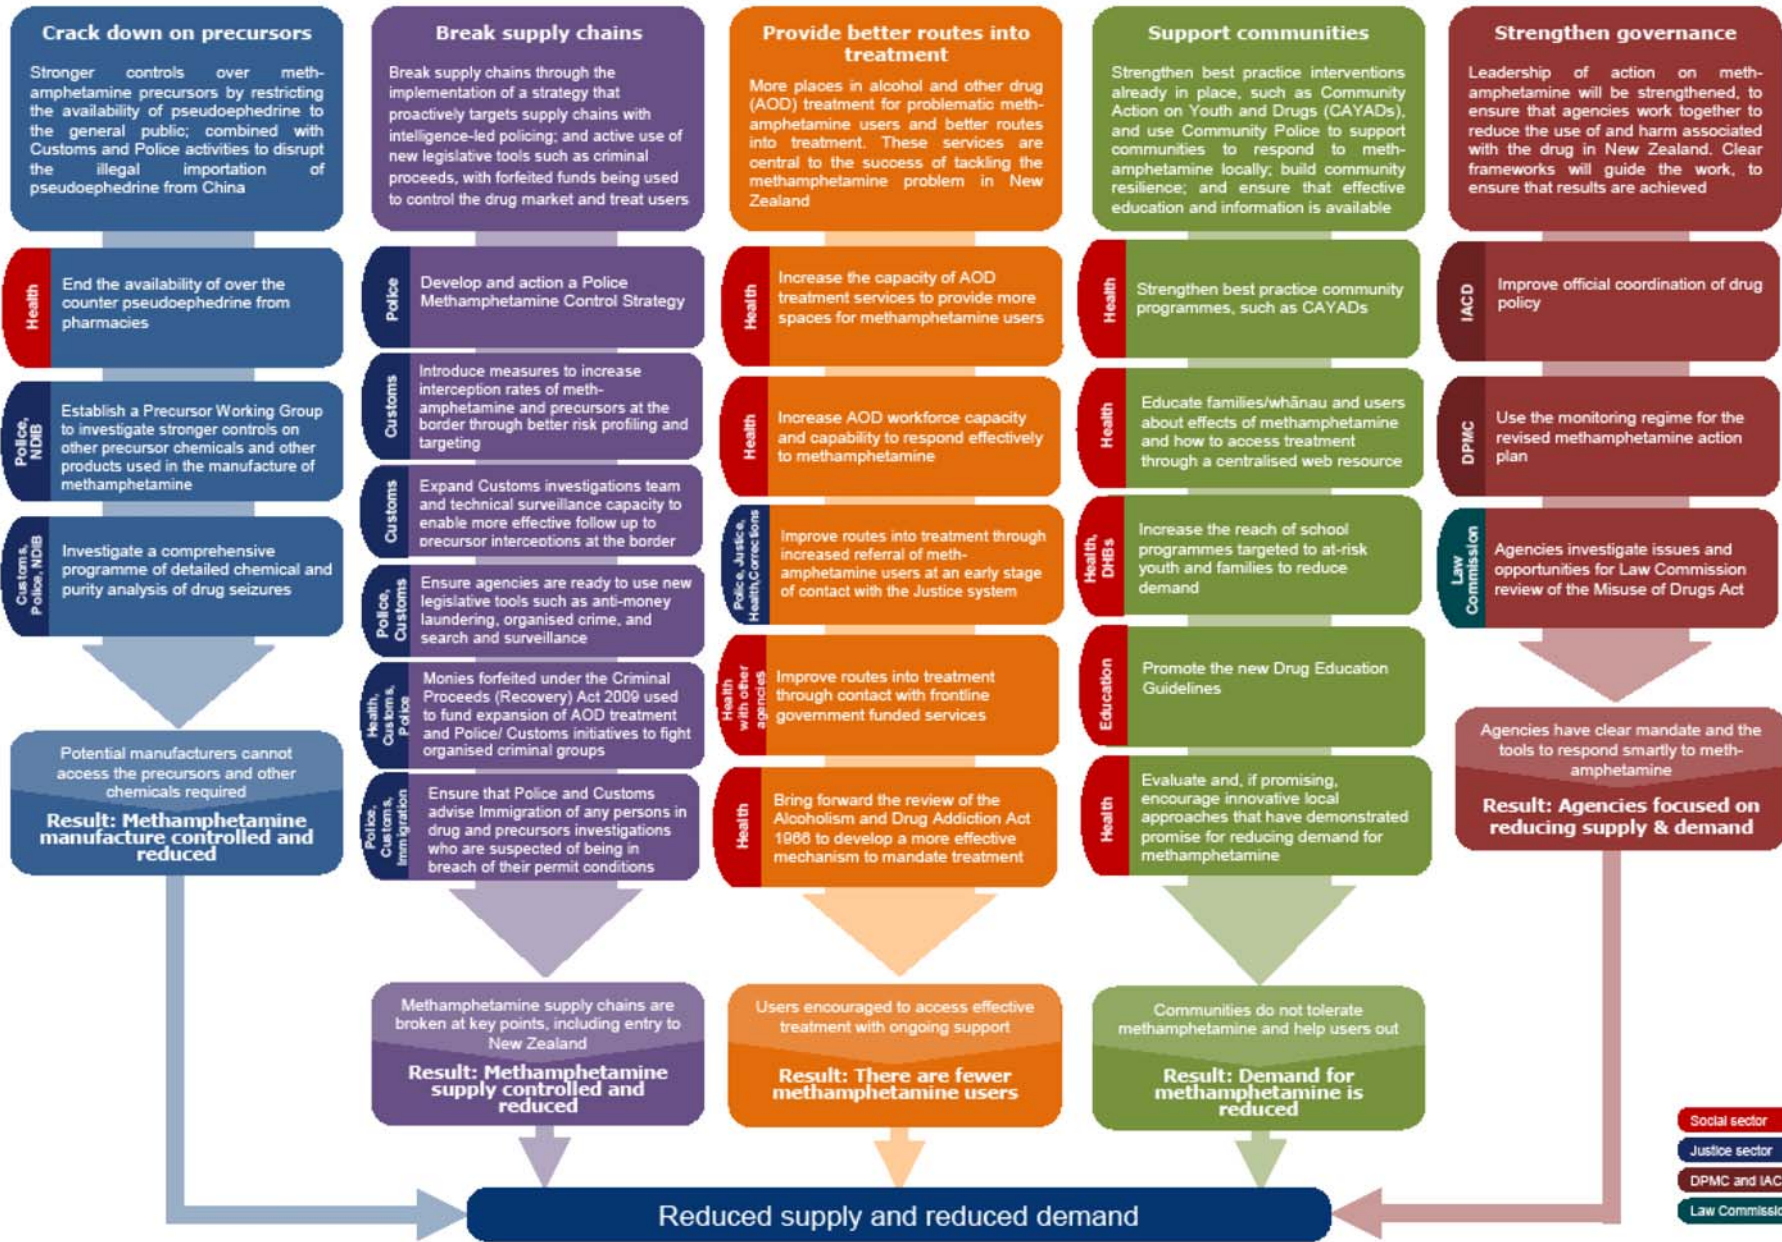 Crack down on precursors
Stronger controls over meth-
amphetamine precursors by restricting
the availability of pseudoephedrine to
the general public; combined with
Customs and Police activities to disrupt
the illegal importation of
pseudoephedrine from China
Health
End the availability of over the
counter pseudoephedrine from
pharmacies
Police,
NDIB
Establish a Precursor Working Group
to investigate stronger controls on
other precursor chemicals and other
products used in the manufacture of
methamphetamine
Customs,
Police, NDIB
Investigate a comprehensive
programme of detailed chemical and
purity analysis of drug seizures
Potential manufacturers cannot
access the precursors and other
chemicals required
Result: Methamphetamine
manufacture controlled and
reduced
Break supply chains
Break supply chains through the
implementation of a strategy that
proactively targets supply chains with
intelligence-led policing; and active use of
new legislative tools such as criminal
proceeds, with forfeited funds being used
to control the drug market and treat users
Police
Develop and action a Police
Methamphetamine Control Strategy
Customs
Introduce measures to increase
interception rates of meth-
amphetamine and precursors at the
border through better risk profiling and
targeting
Customs
Expand Customs investigations team
and technical surveillance capacity to
enable more effective follow up to
precursor interceptions at the border
Police,
Customs
Ensure agencies are ready to use new
legislative tools such as anti-money
laundering, organised crime, and
search and surveillance
Health,
Customs,
Police
Monies forfeited under the Criminal
Proceeds (Recovery) Act 2009 used
to fund expansion of AOD treatment
and Police/ Customs initiatives to fight
organised criminal groups
Police,
Customs,
Immigration
Ensure that Police and Customs
advise Immigration of any persons in
drug and precursors investigations
who are suspected of being in
breach of their permit conditions
Methamphetamine supply chains are
broken at key points, including entry to
New Zealand
Result: Methamphetamine
supply controlled and
reduced
Provide better routes into
treatment
More places in alcohol and other drug
(AOD) treatment for problematic meth-
amphetamine users and better routes
into treatment. These services are
central to the success of tackling the
methamphetamine problem in New
Zealand
Health
Increase the capacity of AOD
treatment services to provide more
spaces for methamphetamine users
Health
Increase AOD workforce capacity
and capability to respond effectively
to methamphetamine
Police, Justice,
Health,Corrections
Improve routes into treatment through
increased referral of meth-
amphetamine users at an early stage
of contact with the Justice system
Health
with other
agencies
Improve routes into treatment
through contact with frontline
government funded services
Health
Bring forward the review of the
Alcoholism and Drug Addiction Act
1966 to develop a more effective
mechanism to mandate treatment
Users encouraged to access effective
treatment with ongoing support
Result: There are fewer
methamphetamine users
Support communities
Strengthen best practice interventions
already in place, such as Community
Action on Youth and Drugs (CAYADs),
and use Community Police to support
communities to respond to meth-
amphetamine locally; build community
resilience; and ensure that effective
education and information is available
Health
Strengthen best practice community
programmes, such as CAYADs
Health
Educate families/whānau and users
about effects of methamphetamine
and how to access treatment
through a centralised web resource
Health,
DHBs
Increase the reach of school
programmes targeted to at-risk
youth and families to reduce
demand
Education
Promote the new Drug Education
Guidelines
Health
Evaluate and, if promising,
encourage innovative local
approaches that have demonstrated
promise for reducing demand for
methamphetamine
Communities do not tolerate
methamphetamine and help users out
Result: Demand for
methamphetamine is
reduced
Strengthen governance
Leadership of action on meth-
amphetamine will be strengthened, to
ensure that agencies work together to
reduce the use of and harm associated
with the drug in New Zealand. Clear
frameworks will guide the work, to
ensure that results are achieved
IACD
Improve official coordination of drug
policy
DPMC
Use the monitoring regime for the
revised methamphetamine action
plan
Law
Commission
Agencies investigate issues and
opportunities for Law Commission
review of the Misuse of Drugs Act
Agencies have clear mandate and the
tools to respond smartly to meth-
amphetamine
Result: Agencies focused on
reducing supply & demand
Reduced supply and reduced demand
Social sector
Justice sector
DPMC and IAC
Law Commissio